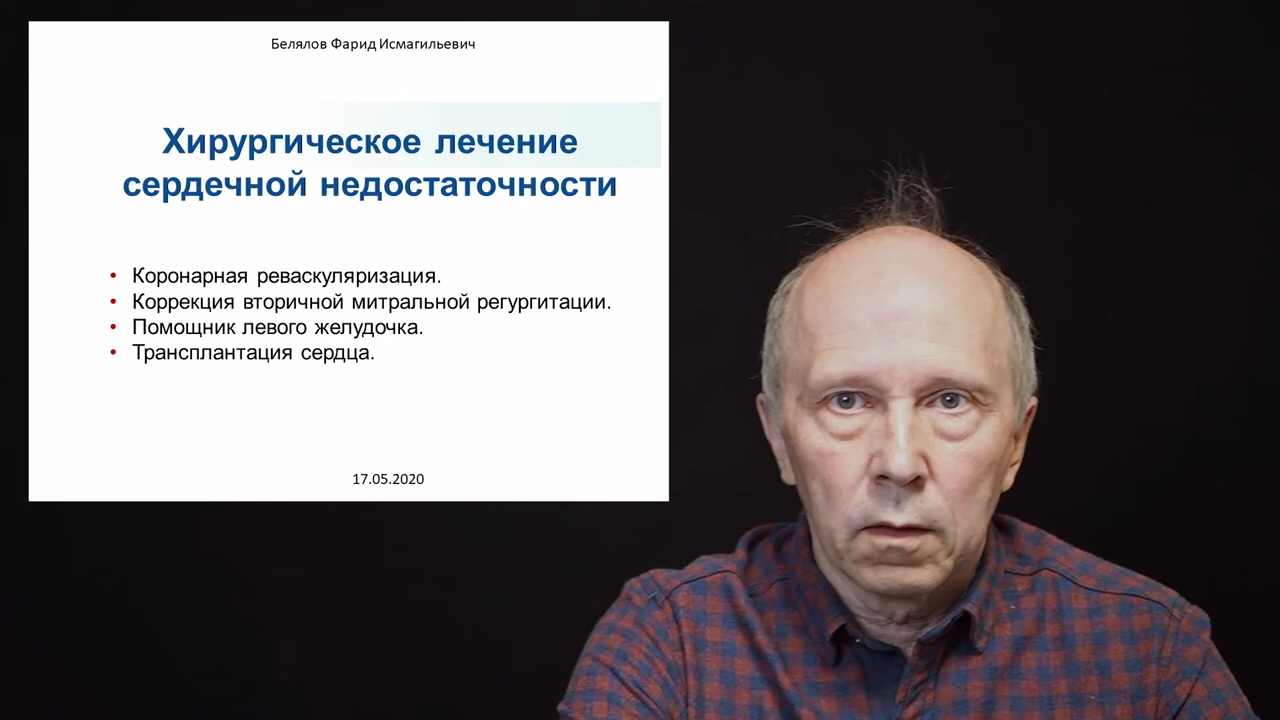 Белялов Фарид Исмагильевич
Хирургическое лечение
сердечной недостаточности
• Коронарная реваскуляризация.
• Коррекция вторичной митральной регургитации.
• Помощник левого желудочка.
• Трансплантация сердца.
17.05.2020